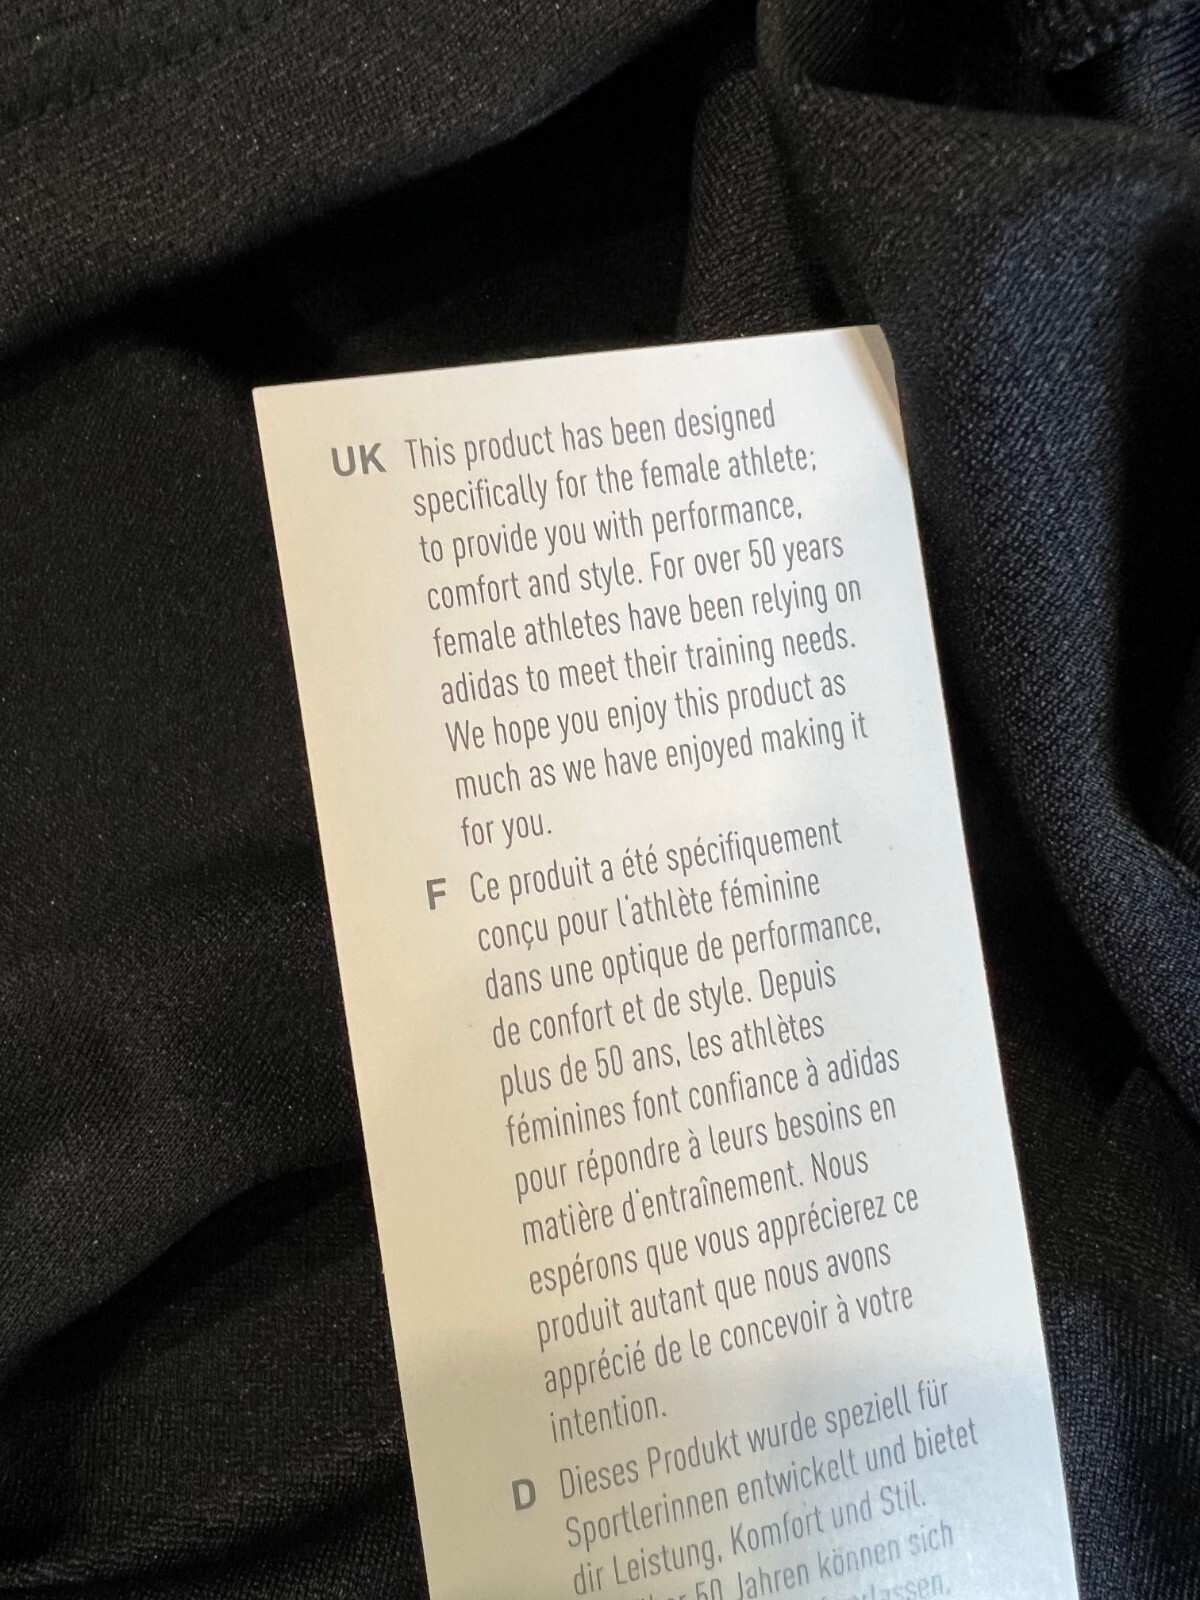 UK This product has been designed
specifically for the female athlete;
to provide you with performance,
comfort and style. For over 50 years
female athletes have been relying on
adidas to meet their training needs.
We hope you enjoy this product as
much as we have enjoyed making it
for you.
F Ce produit a été spécifiquement
conçu pour l'athlète féminine
dans une optique de performance,
de confort et de style. Depuis
plus de 50 ans, les athlètes
féminines font confiance à adidas
pour répondre à leurs besoins en
matière d'entraînement. Nous
espérons que vous apprécierez ce
produit autant que nous avons
apprécié de le concevoir à votre
intention.
D Dieses Produkt wurde speziell für
Sportlerinnen entwickelt und bietet
dir Leistung, Komfort und Stil.
50 Jahren können sich